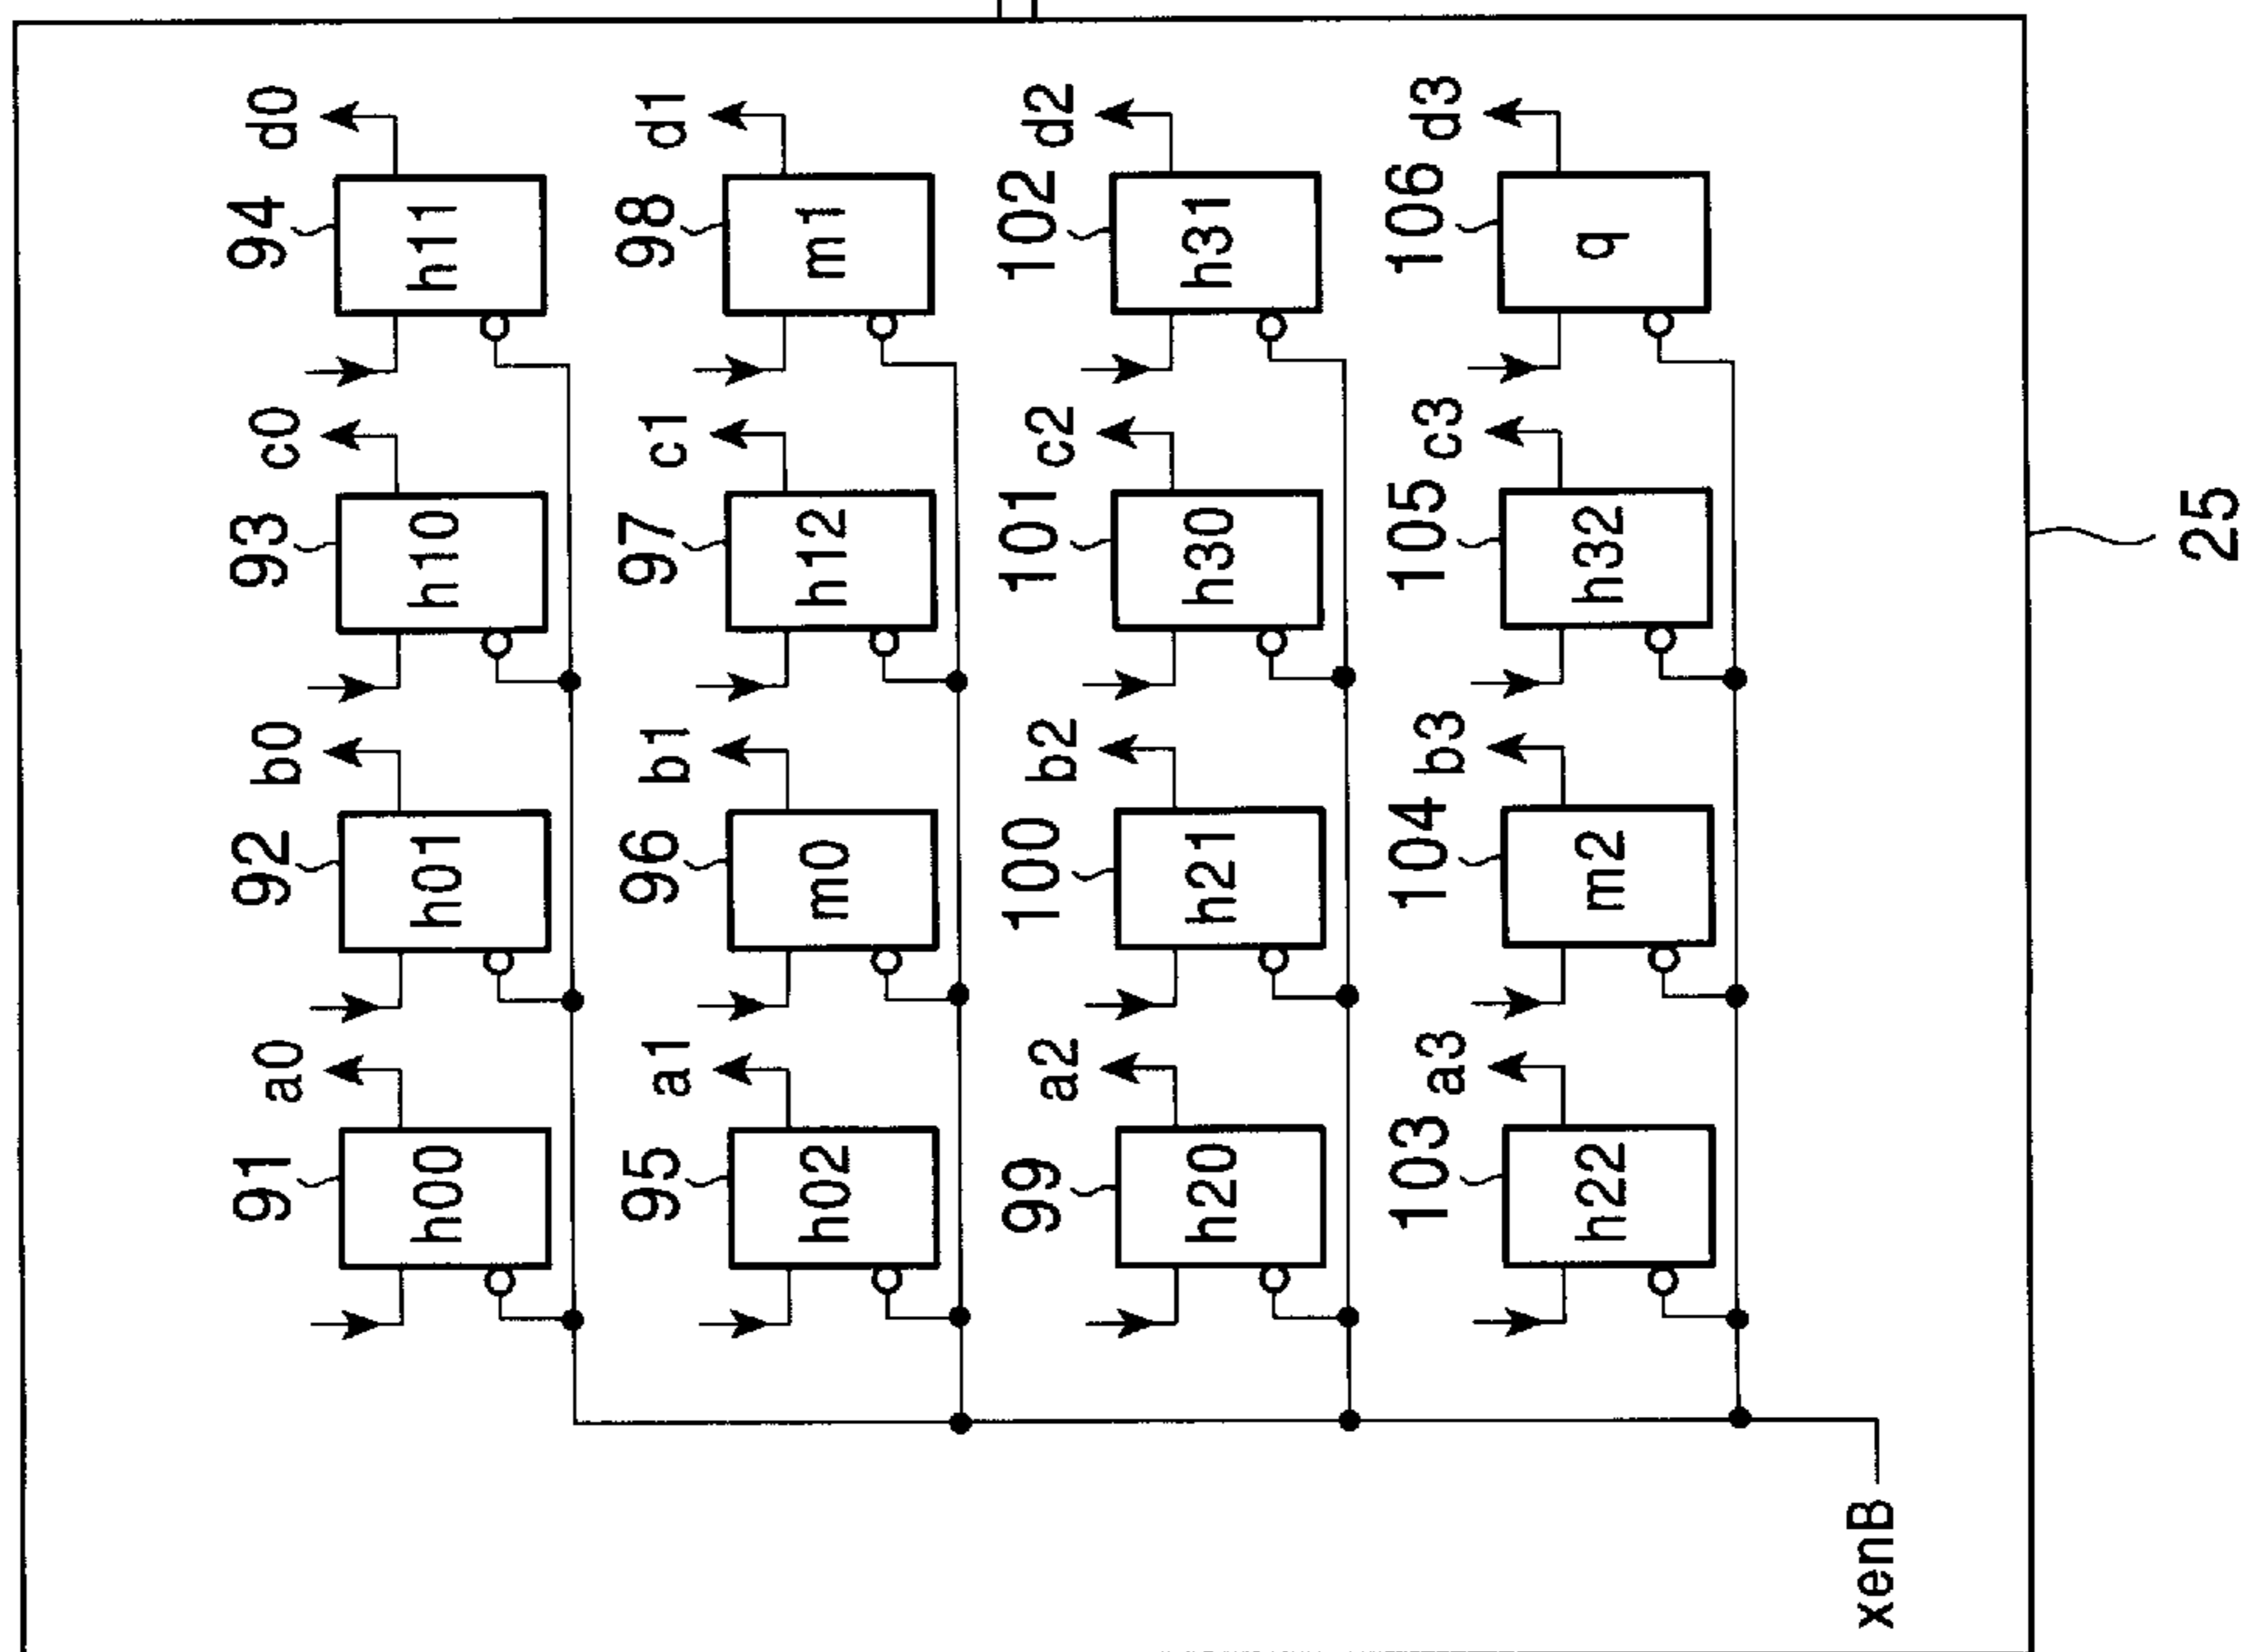 91 a0 92 b0 93 c0 94 d0
h00 h01 h10 h11
95 a1 96 b1 97 c1 98 d1
h02 m0 h12 m1
99 a2 100 b2 101 c2 102 d2
h20 h21 h30 h31
103 a3 104 b3 105 c3 106 d3
h22 m2 h32 q
xenB
25